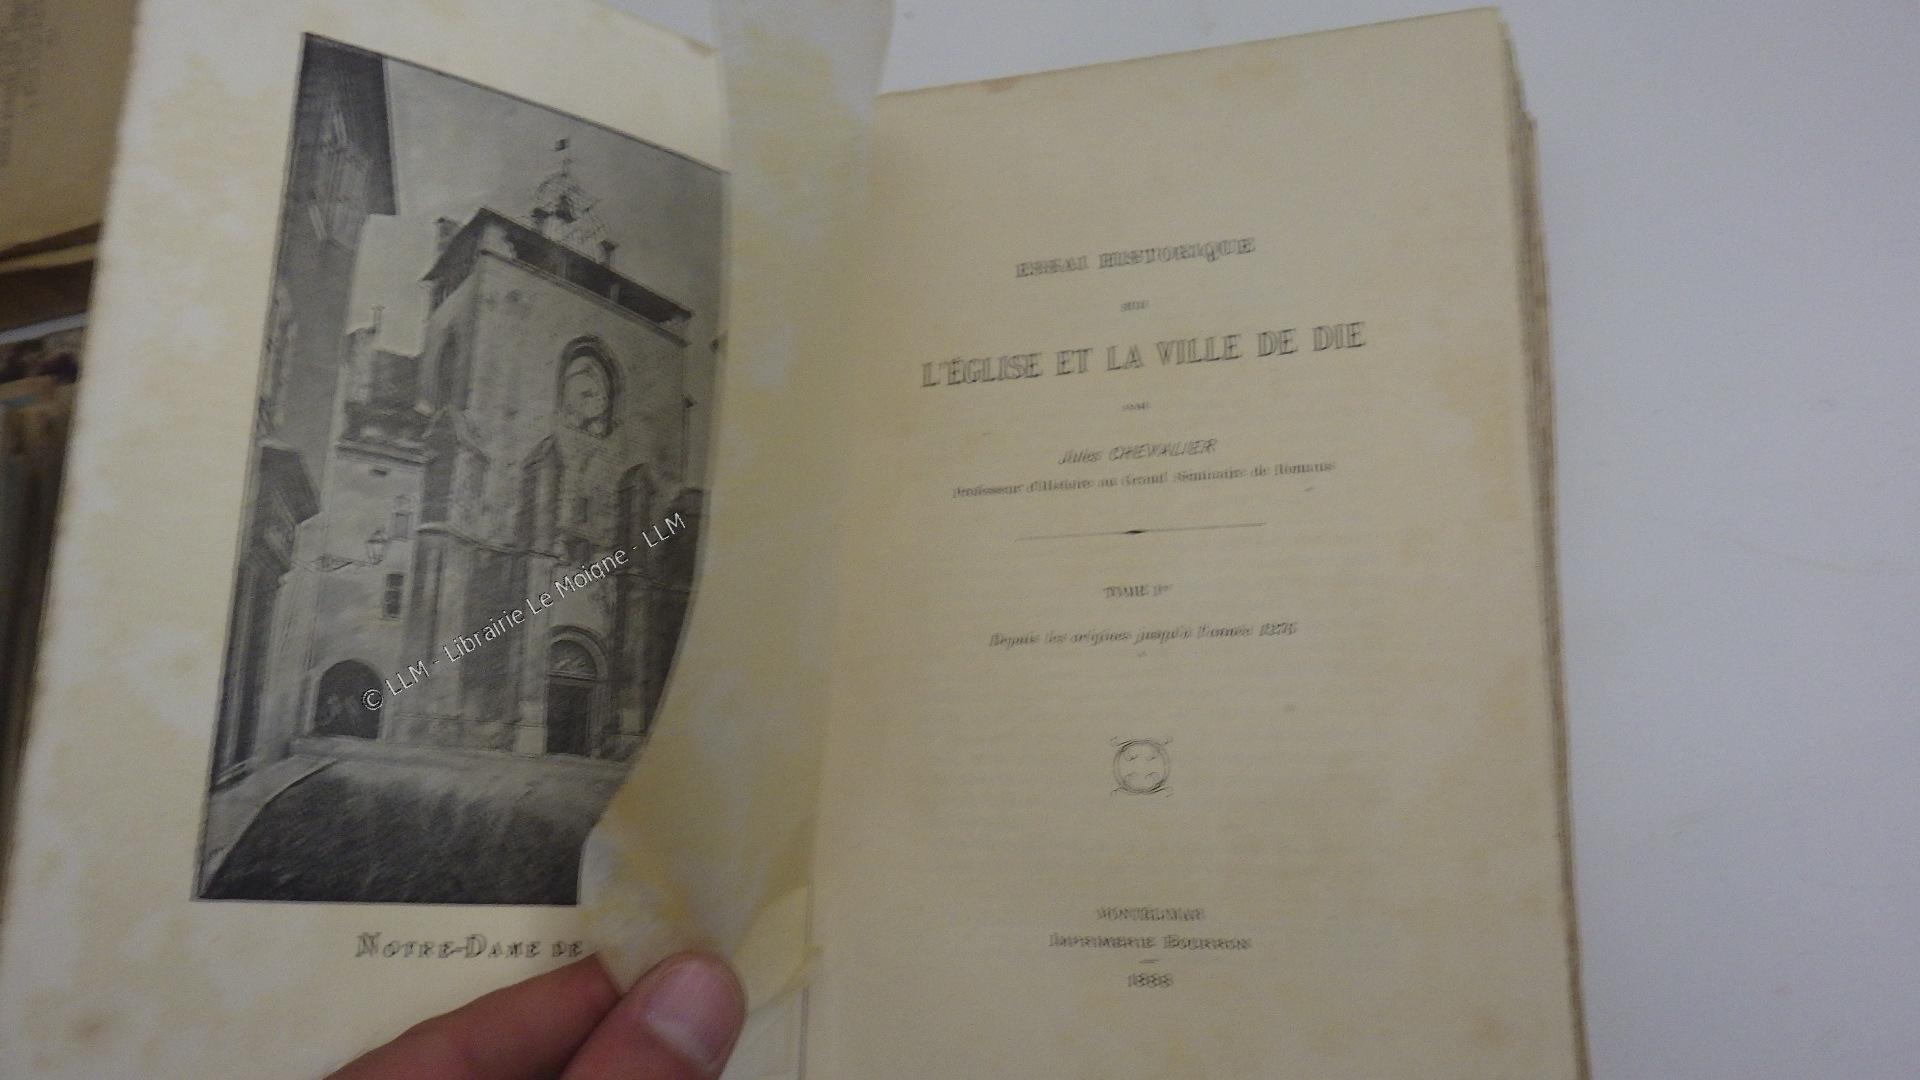 NOTRE-DAME DE
© LLM - Librairie Le Moigne - LLM
ESSAI HISTORIQUE
SUR
L'ÉGLISE ET LA VILLE DE DIE
PAR
Jules CHEVALIER
Professeur d'Histoire au Grand Séminaire de Romans
TOME Ier
Depuis les origines jusqu'à l'année 1276
MONTÉLIMAR
IMPRIMERIE BOURRON
1888